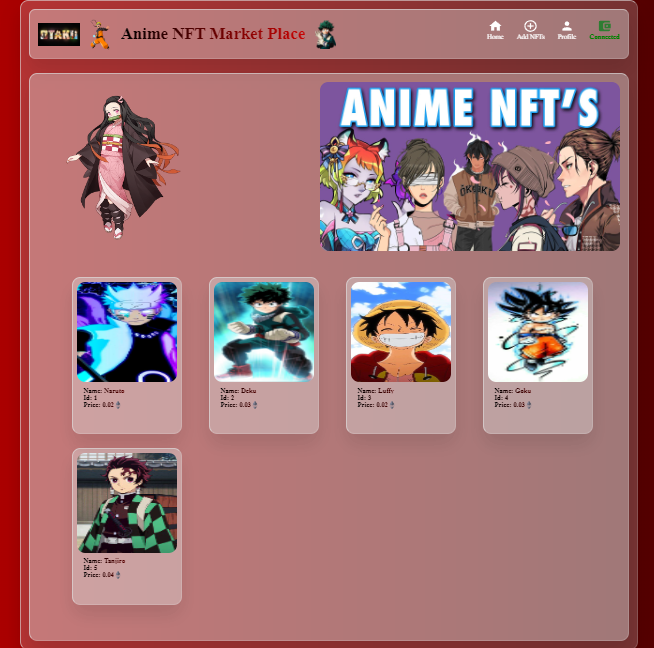 OTAKU
Anime NFT Market Place
Home
Add NFTs
Profile
Connected
ANIME NFT'S
Name: Naruto
Id: 1
Price: 0.02
Name: Deku
Id: 2
Price: 0.03
Name: Luffy
Id: 3
Price: 0.02
Name: Goku
Id: 4
Price: 0.03
Name: Tanjiro
Id: 5
Price: 0.04